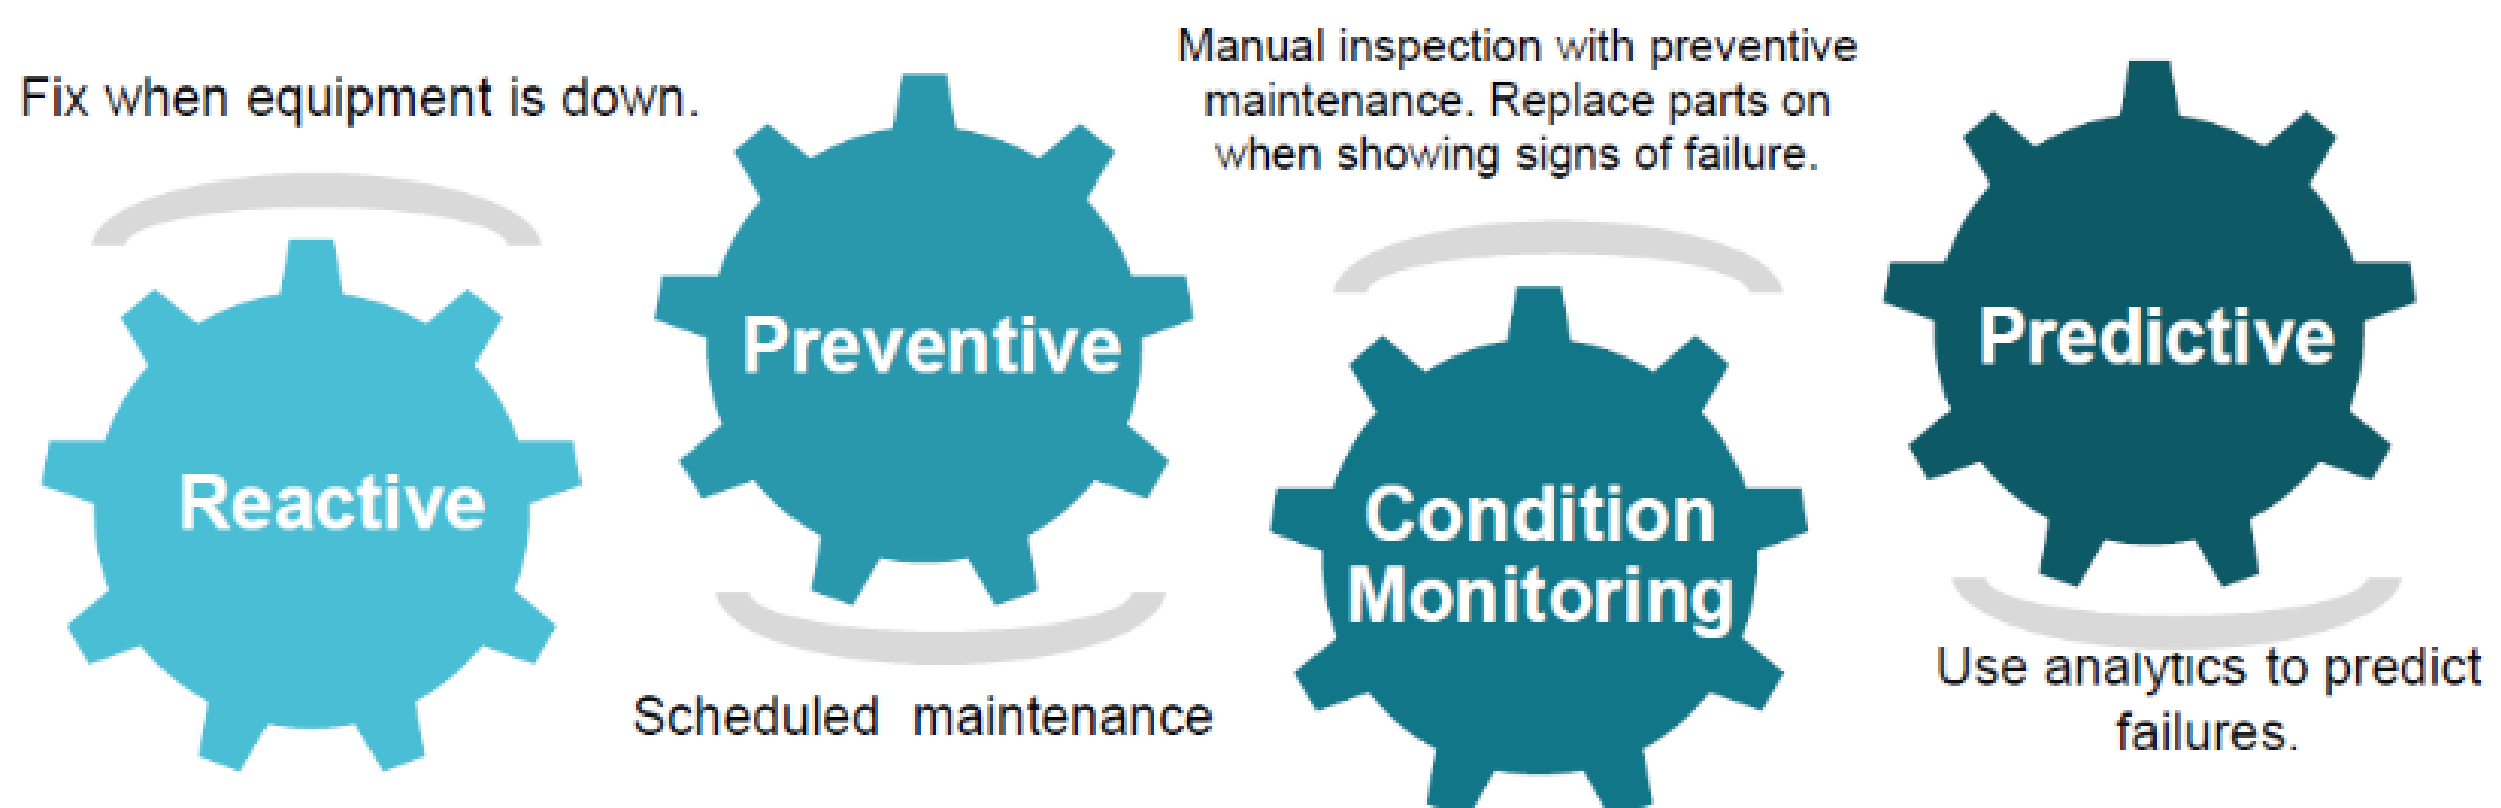 Fix when equipment is down.
Reactive
Preventive
Scheduled maintenance
Manual inspection with preventive
maintenance. Replace parts on
when showing signs of failure.
Condition
Monitoring
Predictive
Use analytics to predict
failures.